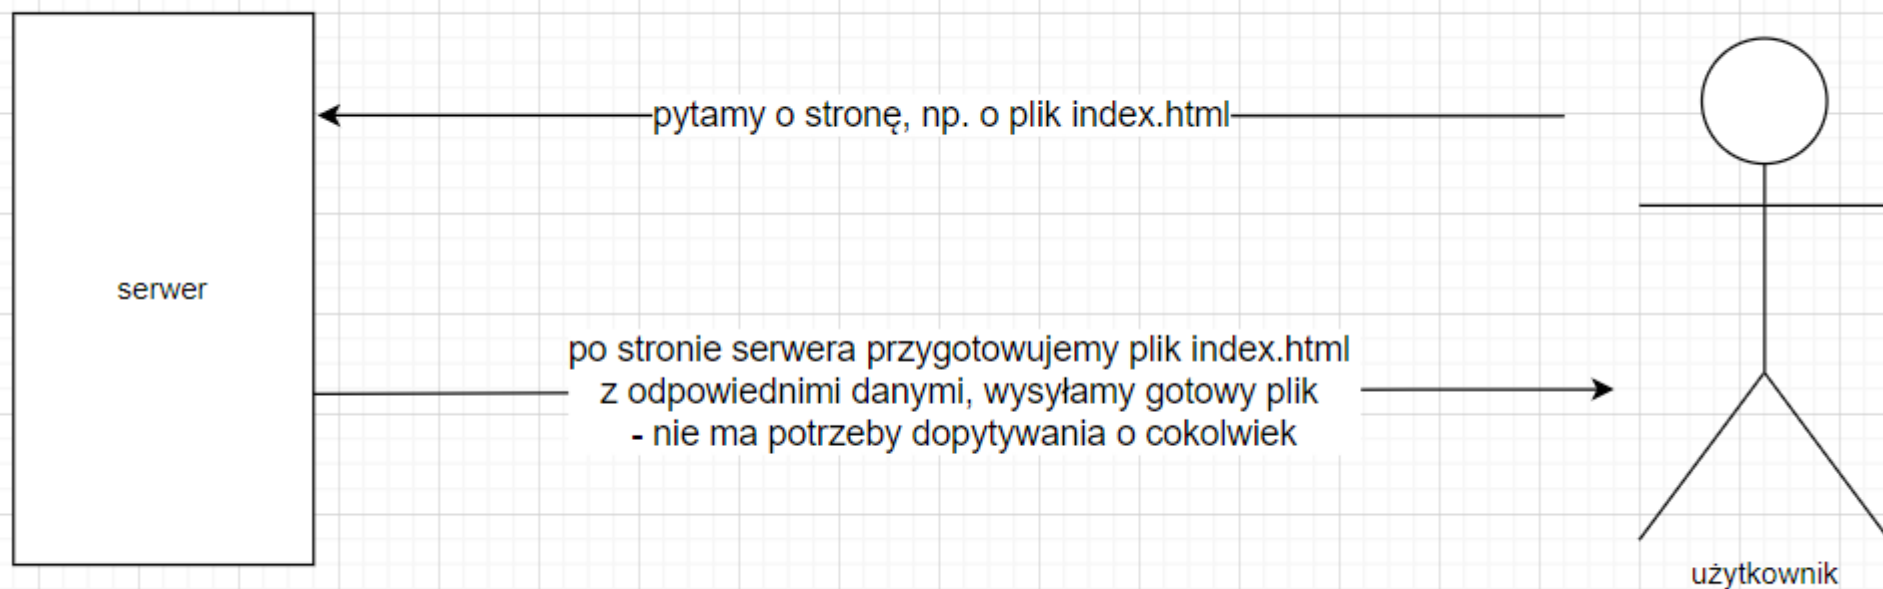 pytamy o stronę, np. o plik index.html
serwer
po stronie serwera przygotowujemy plik index.html
z odpowiednimi danymi, wysyłamy gotowy plik
- nie ma potrzeby dopytywania o cokolwiek
użytkownik